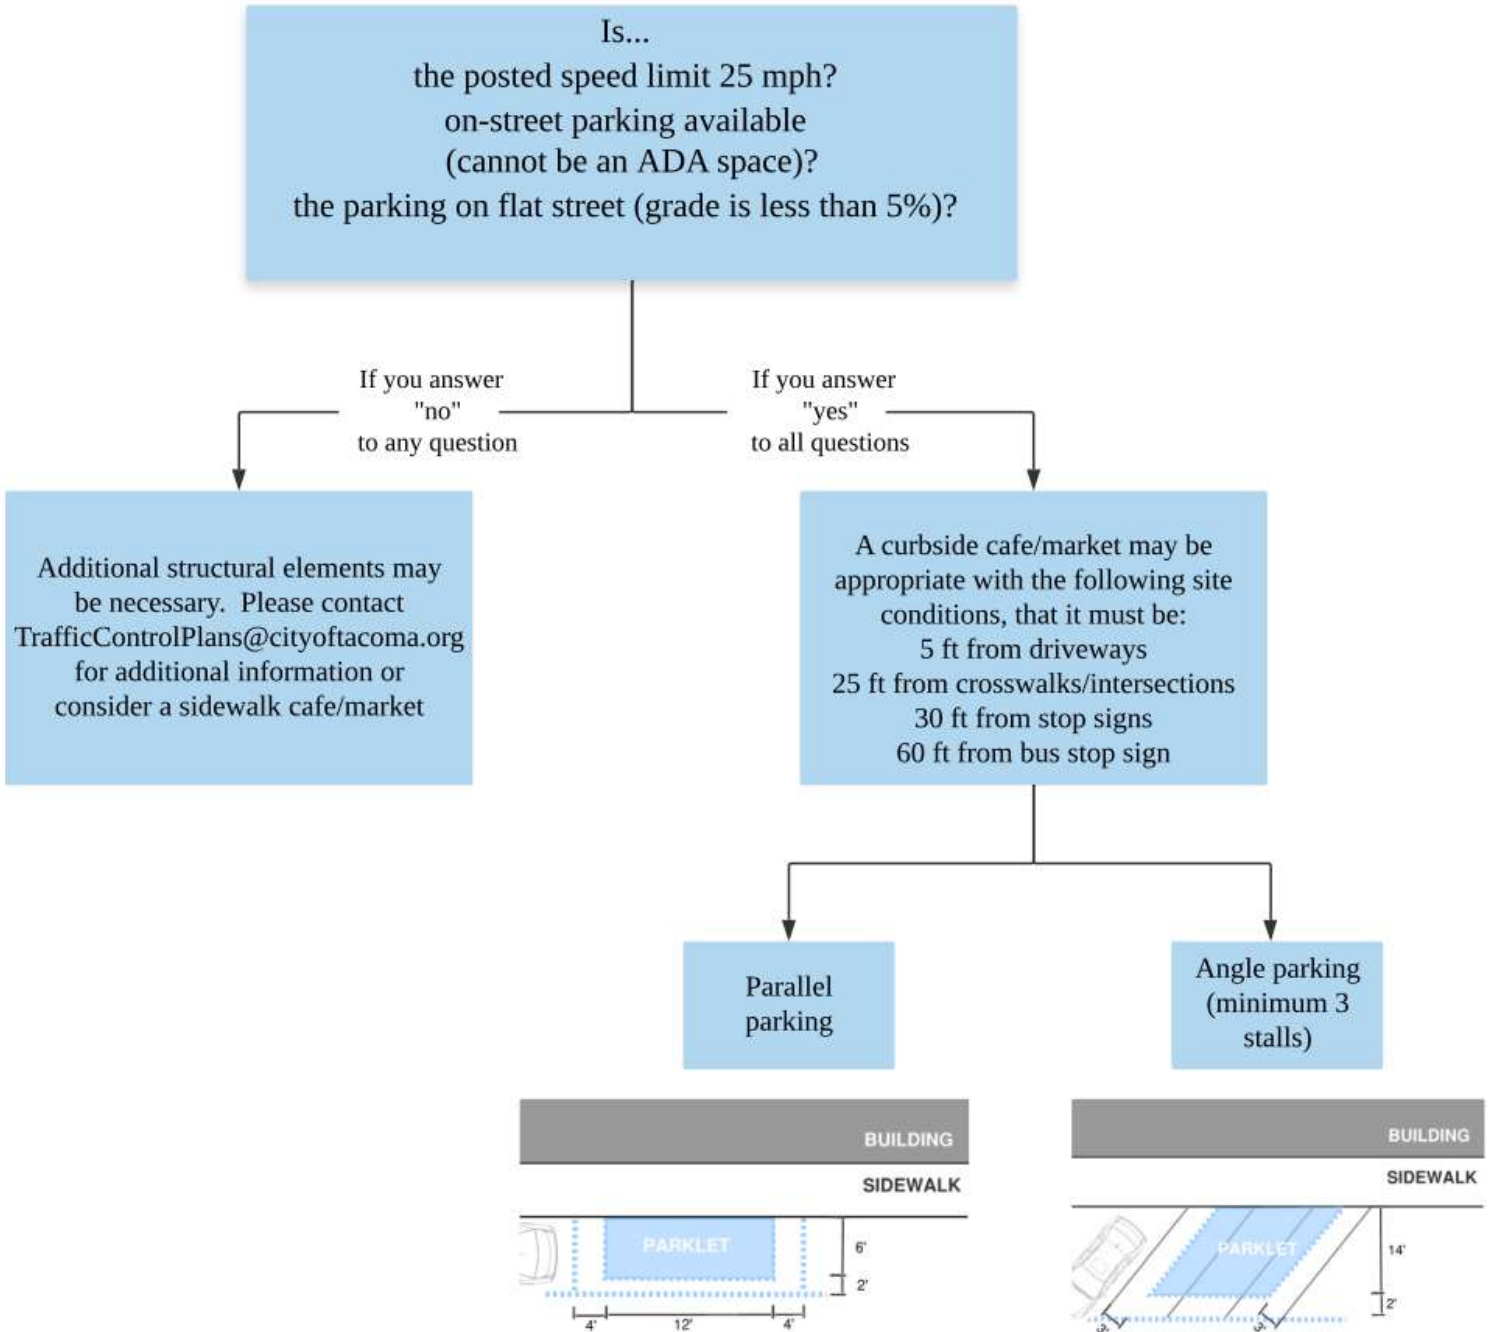 Is...
the posted speed limit 25 mph?
on-street parking available
(cannot be an ADA space)?
the parking on flat street (grade is less than 5%)?
If you answer
"no"
to any question
If you answer
"yes"
to all questions
Additional structural elements may
be necessary.  Please contact
TrafficControlPlans@cityoftacoma.org
for additional information or
consider a sidewalk cafe/market
A curbside cafe/market may be
appropriate with the following site
conditions, that it must be:
5 ft from driveways
25 ft from crosswalks/intersections
30 ft from stop signs
60 ft from bus stop sign
Parallel
parking
Angle parking
(minimum 3
stalls)
BUILDING
SIDEWALK
PARKLET
6'
2'
4'
12'
4'
BUILDING
SIDEWALK
PARKLET
14'
2'
3'
3'